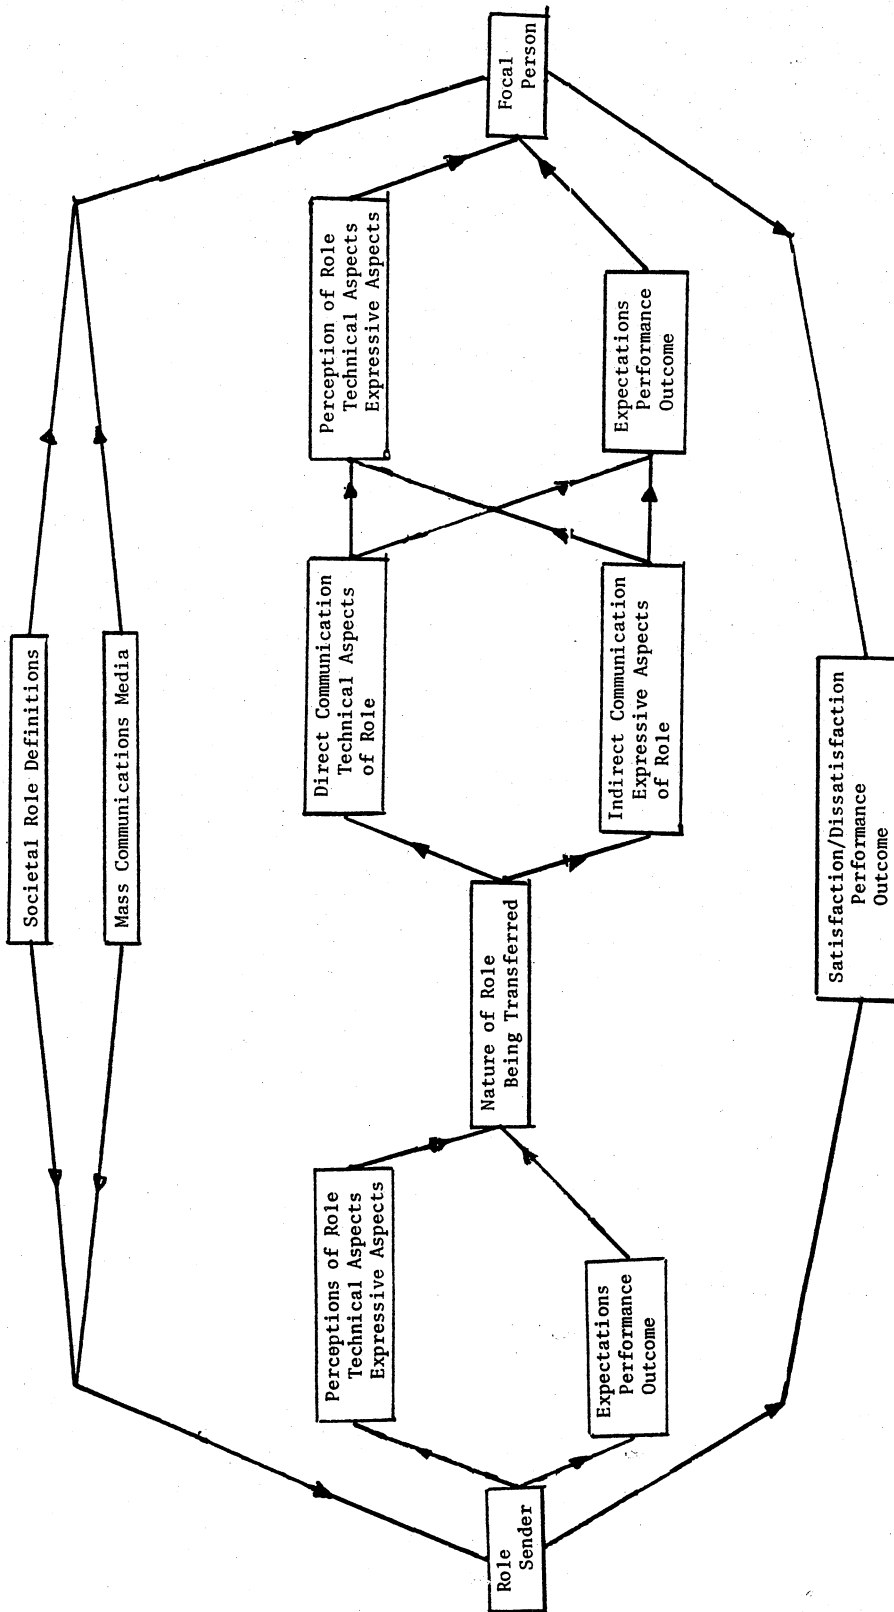 Societal Role Definitions
Mass Communications Media
Role
Sender
Perceptions of Role
Technical Aspects
Expressive Aspects
Expectations
Performance
Outcome
Nature of Role
Being Transferred
Direct Communication
Technical Aspects
of Role
Indirect Communication
Expressive Aspects
of Role
Perception of Role
Technical Aspects
Expressive Aspects
Expectations
Performance
Outcome
Focal
Person
Satisfaction/Dissatisfaction
Performance
Outcome